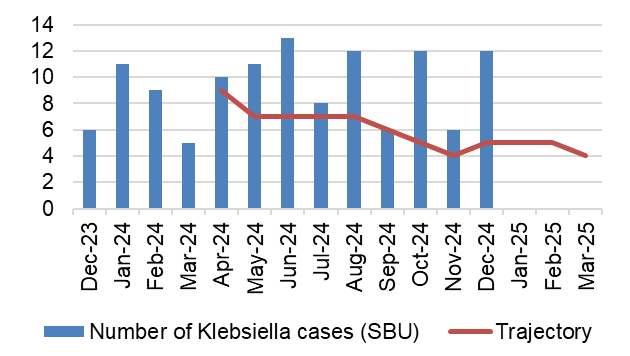 14
12
10
8
6
4
2
0
Dec-23
Jan-24
Feb-24
Mar-24
Apr-24
May-24
Jun-24
Jul-24
Aug-24
Sep-24
Oct-24
Nov-24
Dec-24
Jan-25
Feb-25
Mar-25
Number of Klebsiella cases (SBU)
Trajectory